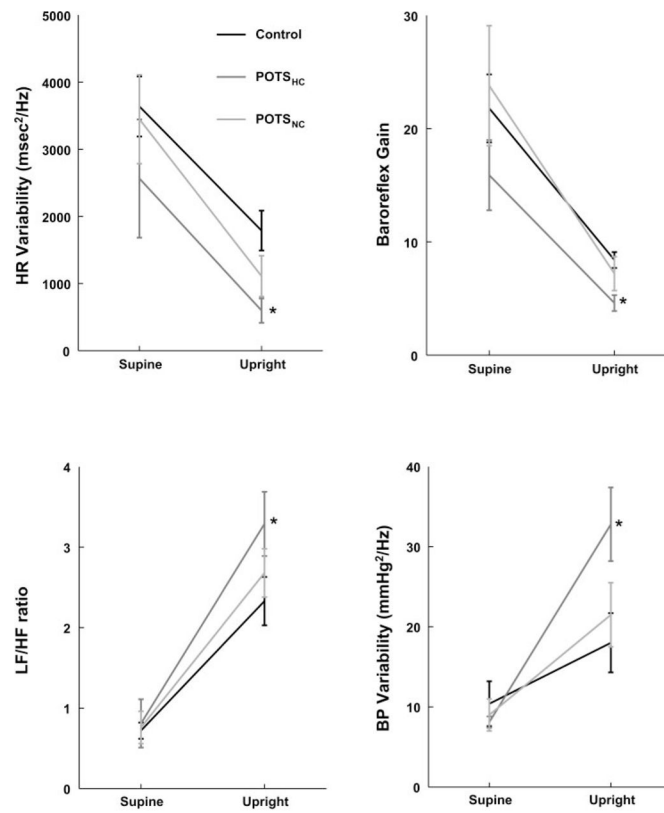 HR Variability (msec²/Hz)
5000
4000
3000
2000
1000
0
Control
POTS_HC
POTS_NC
*
Supine
Upright
Baroreflex Gain
30
20
10
0
*
Supine
Upright
LF/HF ratio
4
3
2
1
0
*
Supine
Upright
BP Variability (mmHg²/Hz)
40
30
20
10
0
*
Supine
Upright